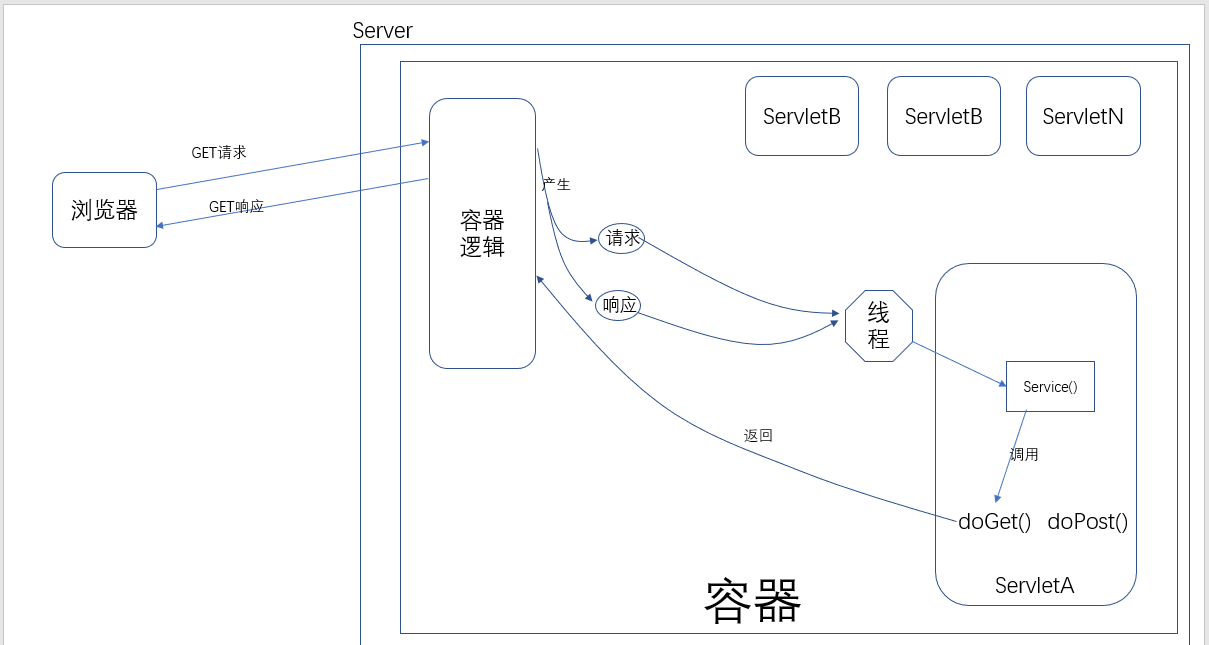 Server
ServletB
ServletB
ServletN
GET请求
产生
浏览器
GET响应
容器
逻辑
请求
响应
线
程
Service()
返回
调用
doGet()
doPost()
ServletA
容器